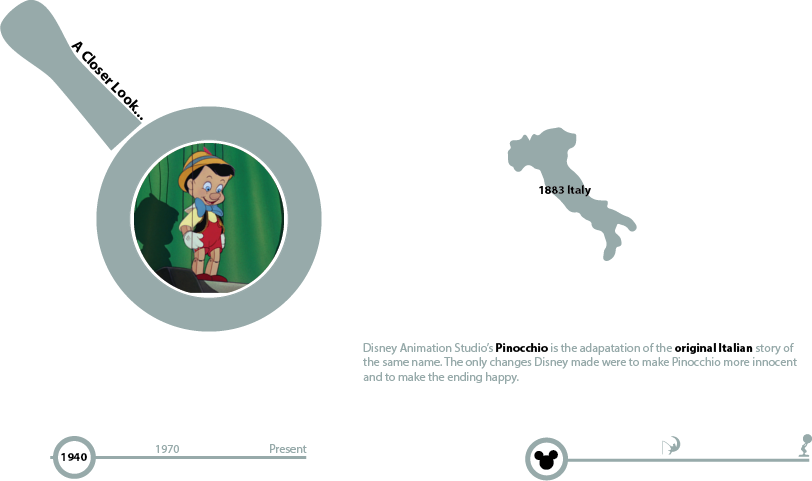 A Closer Look...
1883 Italy
Disney Animation Studio's Pinocchio is the adapatation of the original Italian story of
the same name. The only changes Disney made were to make Pinocchio more innocent
and to make the ending happy.
1940
1970
Present